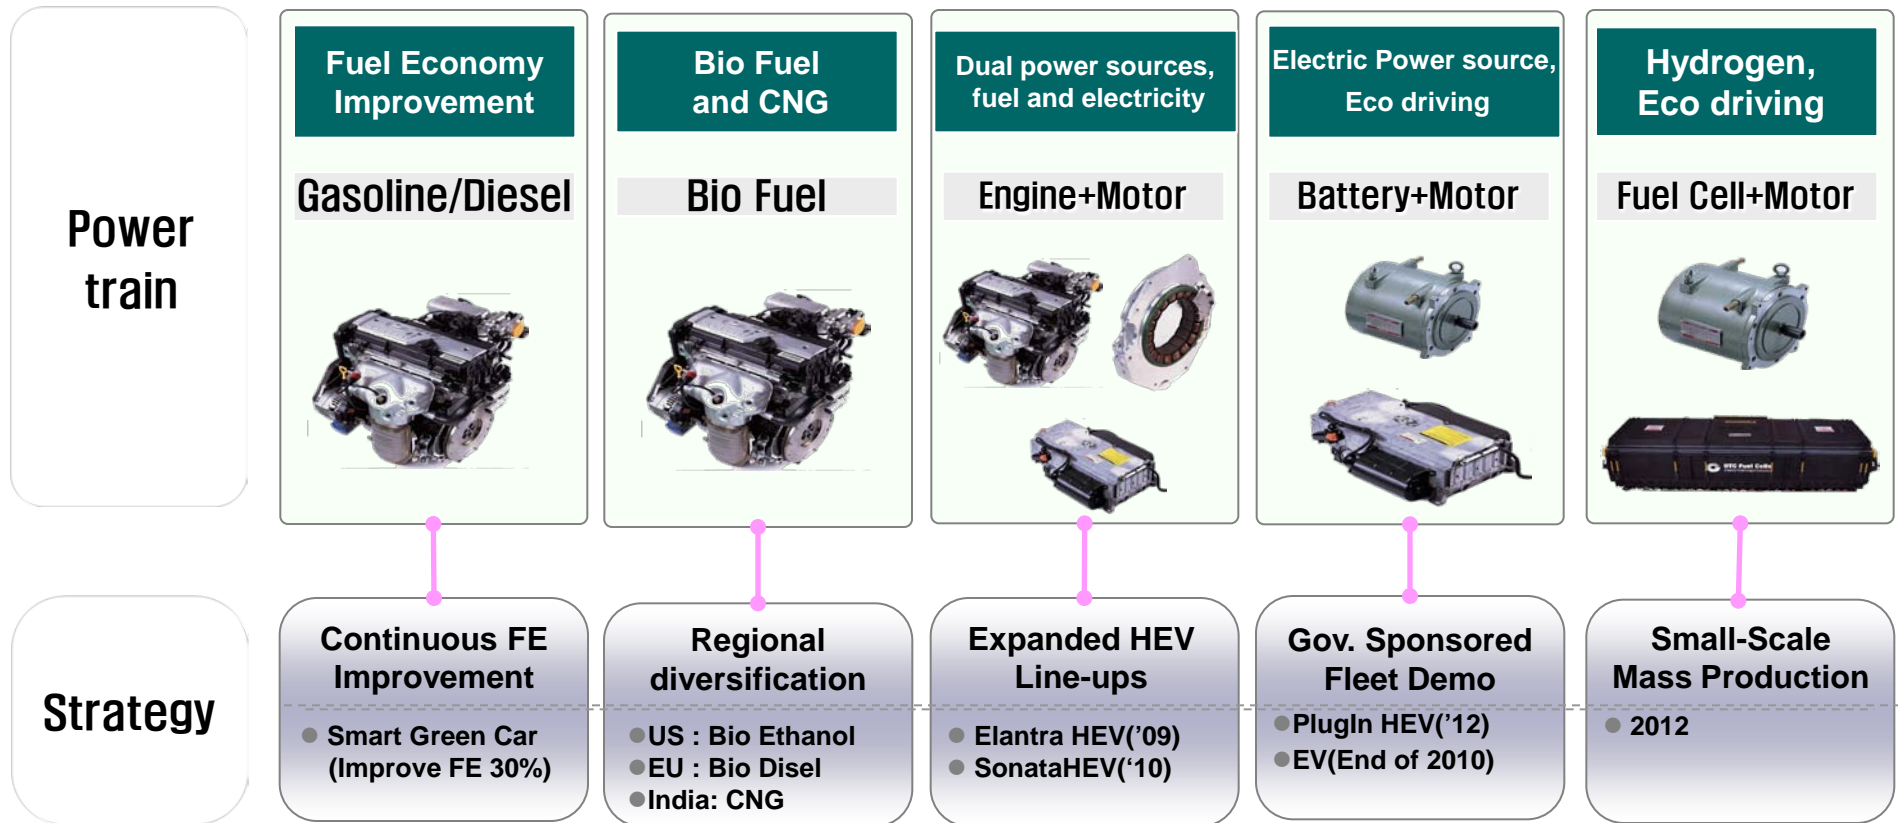 Power
train
Fuel Economy
Improvement
Gasoline/Diesel
Bio Fuel
and CNG
Bio Fuel
Dual power sources,
fuel and electricity
Engine+Motor
Electric Power source,
Eco driving
Battery+Motor
Hydrogen,
Eco driving
Fuel Cell+Motor
UTC Fuel Cells
Strategy
Continuous FE
Improvement
Smart Green Car
(Improve FE 30%)
Regional
diversification
US : Bio Ethanol
EU : Bio Disel
India: CNG
Expanded HEV
Line-ups
Elantra HEV(’09)
SonataHEV(‘10)
Gov. Sponsored
Fleet Demo
PlugIn HEV(’12)
EV(End of 2010)
Small-Scale
Mass Production
2012